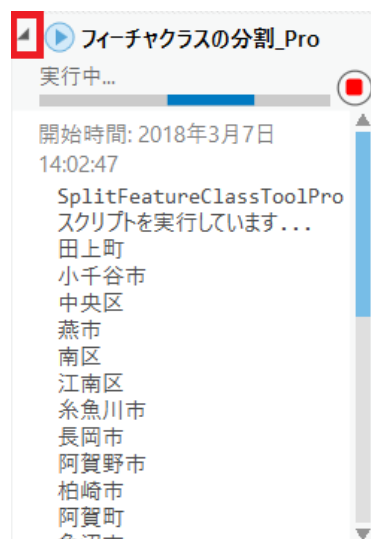 フィーチャクラスの分割_Pro
実行中...
開始時間: 2018年3月7日
14:02:47
SplitFeatureClassToolPro
スクリプトを実行しています...
田上町
小千谷市
中央区
燕市
南区
江南区
糸魚川市
長岡市
阿賀野市
柏崎市
阿賀町